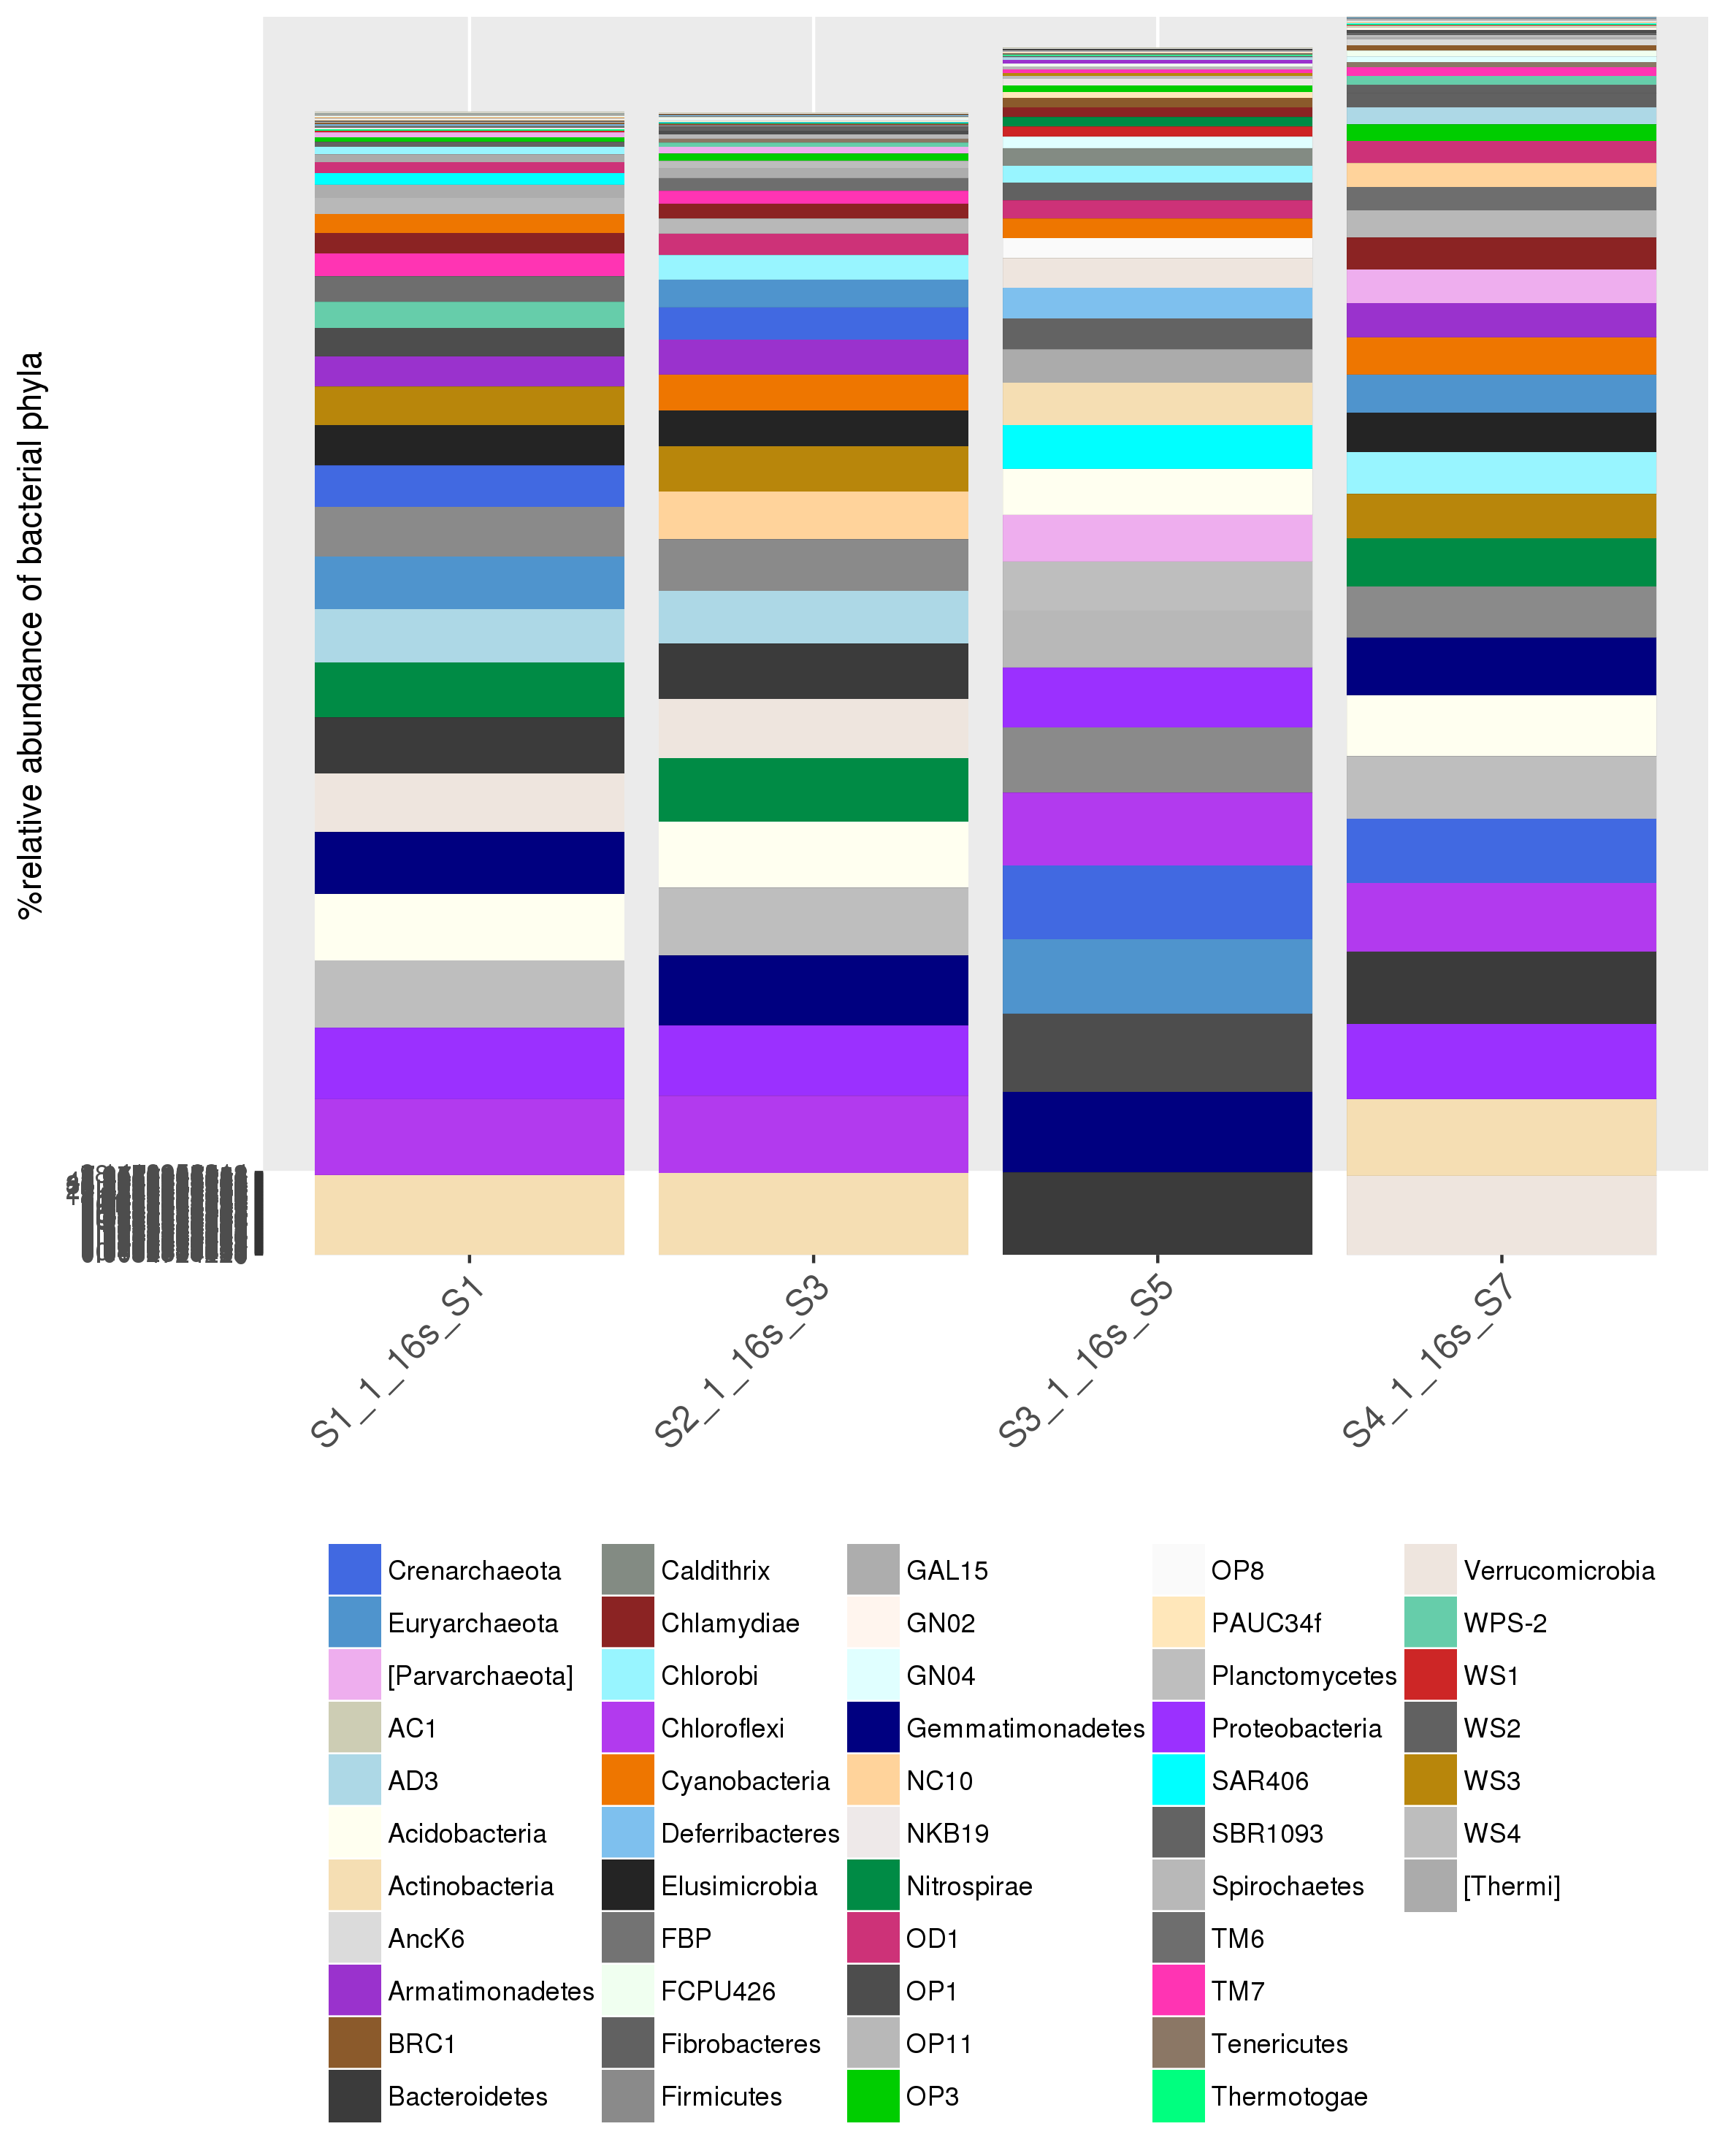 %relative abundance of bacterial phyla
S1_1_16s_S1
S2_1_16s_S3
S3_1_16s_S5
S4_1_16s_S7
Crenarchaeota
Euryarchaeota
[Parvarchaeota]
AC1
AD3
Acidobacteria
Actinobacteria
AncK6
Armatimonadetes
BRC1
Bacteroidetes
Caldithrix
Chlamydiae
Chlorobi
Chloroflexi
Cyanobacteria
Deferribacteres
Elusimicrobia
FBP
FCPU426
Fibrobacteres
Firmicutes
GAL15
GN02
GN04
Gemmatimonadetes
NC10
NKB19
Nitrospirae
OD1
OP1
OP11
OP3
OP8
PAUC34f
Planctomycetes
Proteobacteria
SAR406
SBR1093
Spirochaetes
TM6
TM7
Tenericutes
Thermotogae
Verrucomicrobia
WPS-2
WS1
WS2
WS3
WS4
[Thermi]